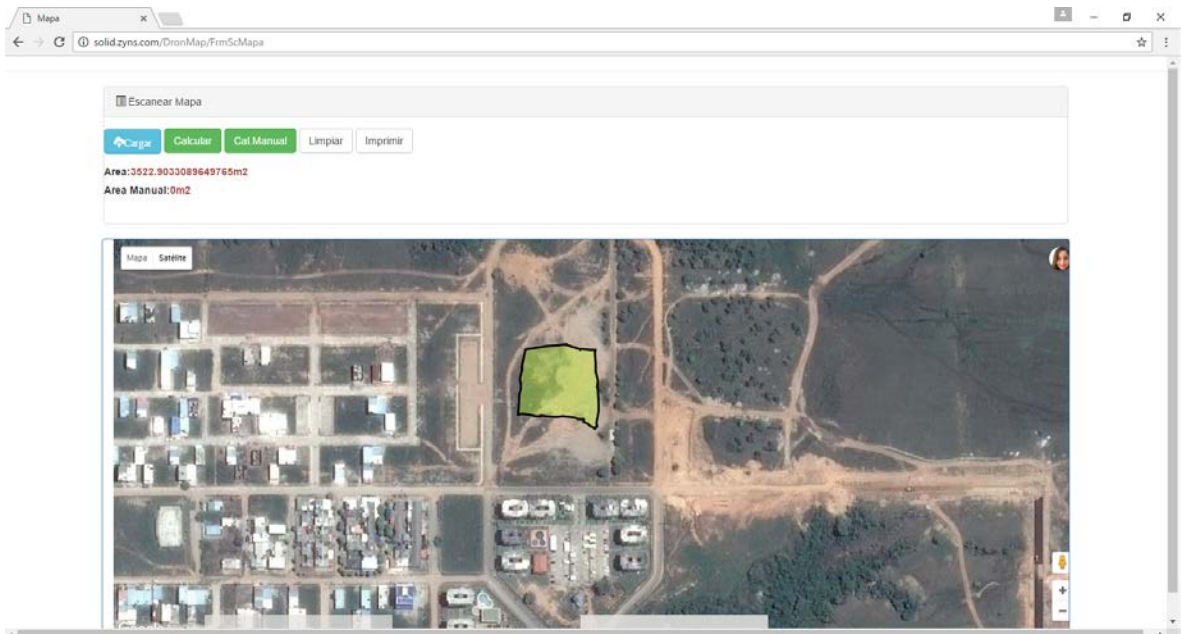 Mapa
solid.zyns.com/DronMap/FrmScMapa
Escanear Mapa
Cargar Calcular Cal.Manual Limpiar Imprimir
Area:3522.9033089649765m2
Area Manual:0m2
Mapa Satélite
Google